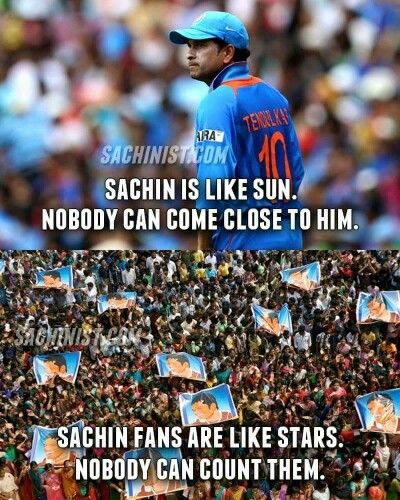 TENDULKAR
10
SACHINIST.COM
SACHIN IS LIKE SUN.
NOBODY CAN COME CLOSE TO HIM.
SACHINIST.COM
SACHIN FANS ARE LIKE STARS.
NOBODY CAN COUNT THEM.